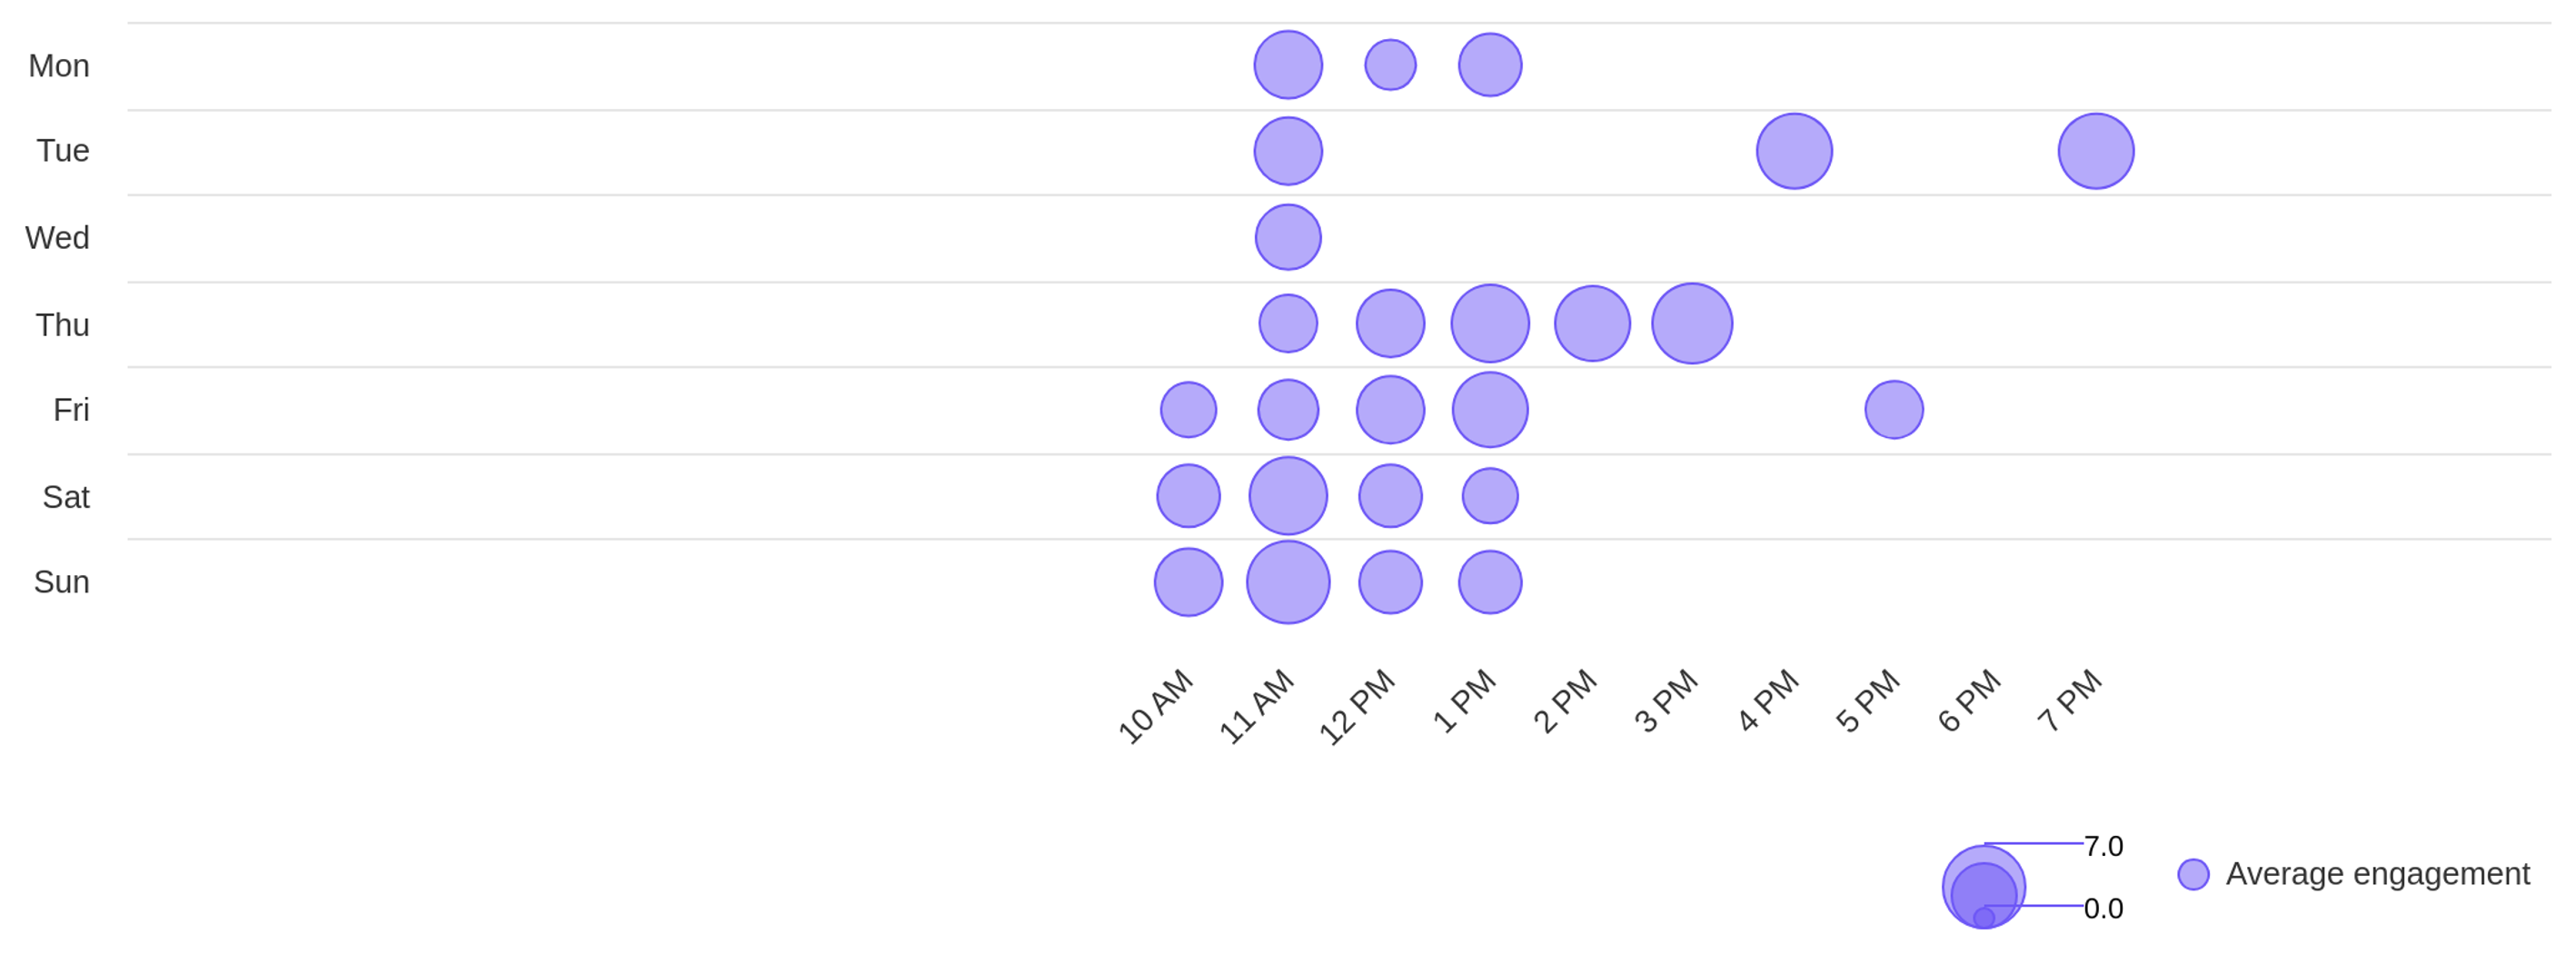 Mon
Tue
Wed
Thu
Fri
Sat
Sun
10 AM
11 AM
12 PM
1 PM
2 PM
3 PM
4 PM
5 PM
6 PM
7 PM
7.0
0.0
Average engagement